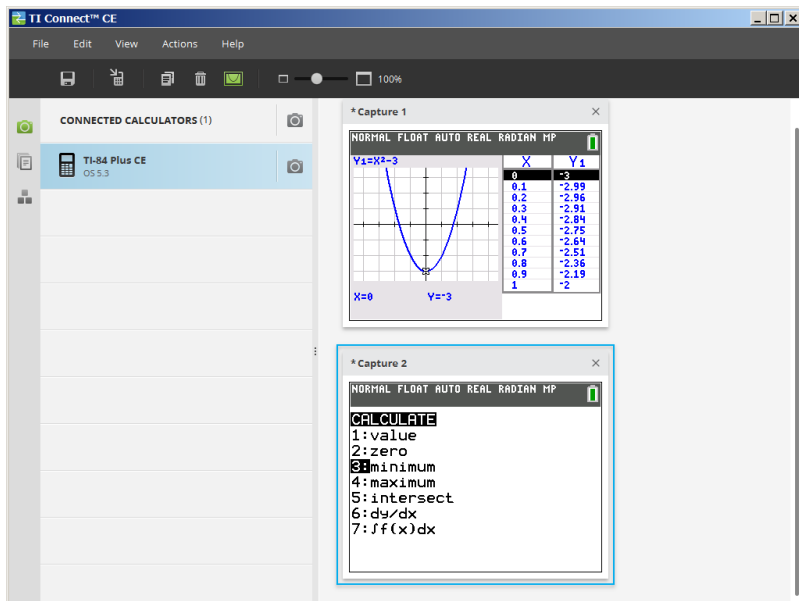 TI Connect™ CE
File Edit View Actions Help
100%
CONNECTED CALCULATORS (1)
TI-84 Plus CE
OS 5.3
*Capture 1
NORMAL FLOAT AUTO REAL RADIAN MP
Y₁=X²-3
X Y₁
0 -3
0.1 -2.99
0.2 -2.96
0.3 -2.91
0.4 -2.84
0.5 -2.75
0.6 -2.64
0.7 -2.51
0.8 -2.36
0.9 -2.19
1 -2
X=0 Y=-3
*Capture 2
NORMAL FLOAT AUTO REAL RADIAN MP
CALCULATE
1:value
2:zero
3:minimum
4:maximum
5:intersect
6:dy/dx
7:∫f(x)dx